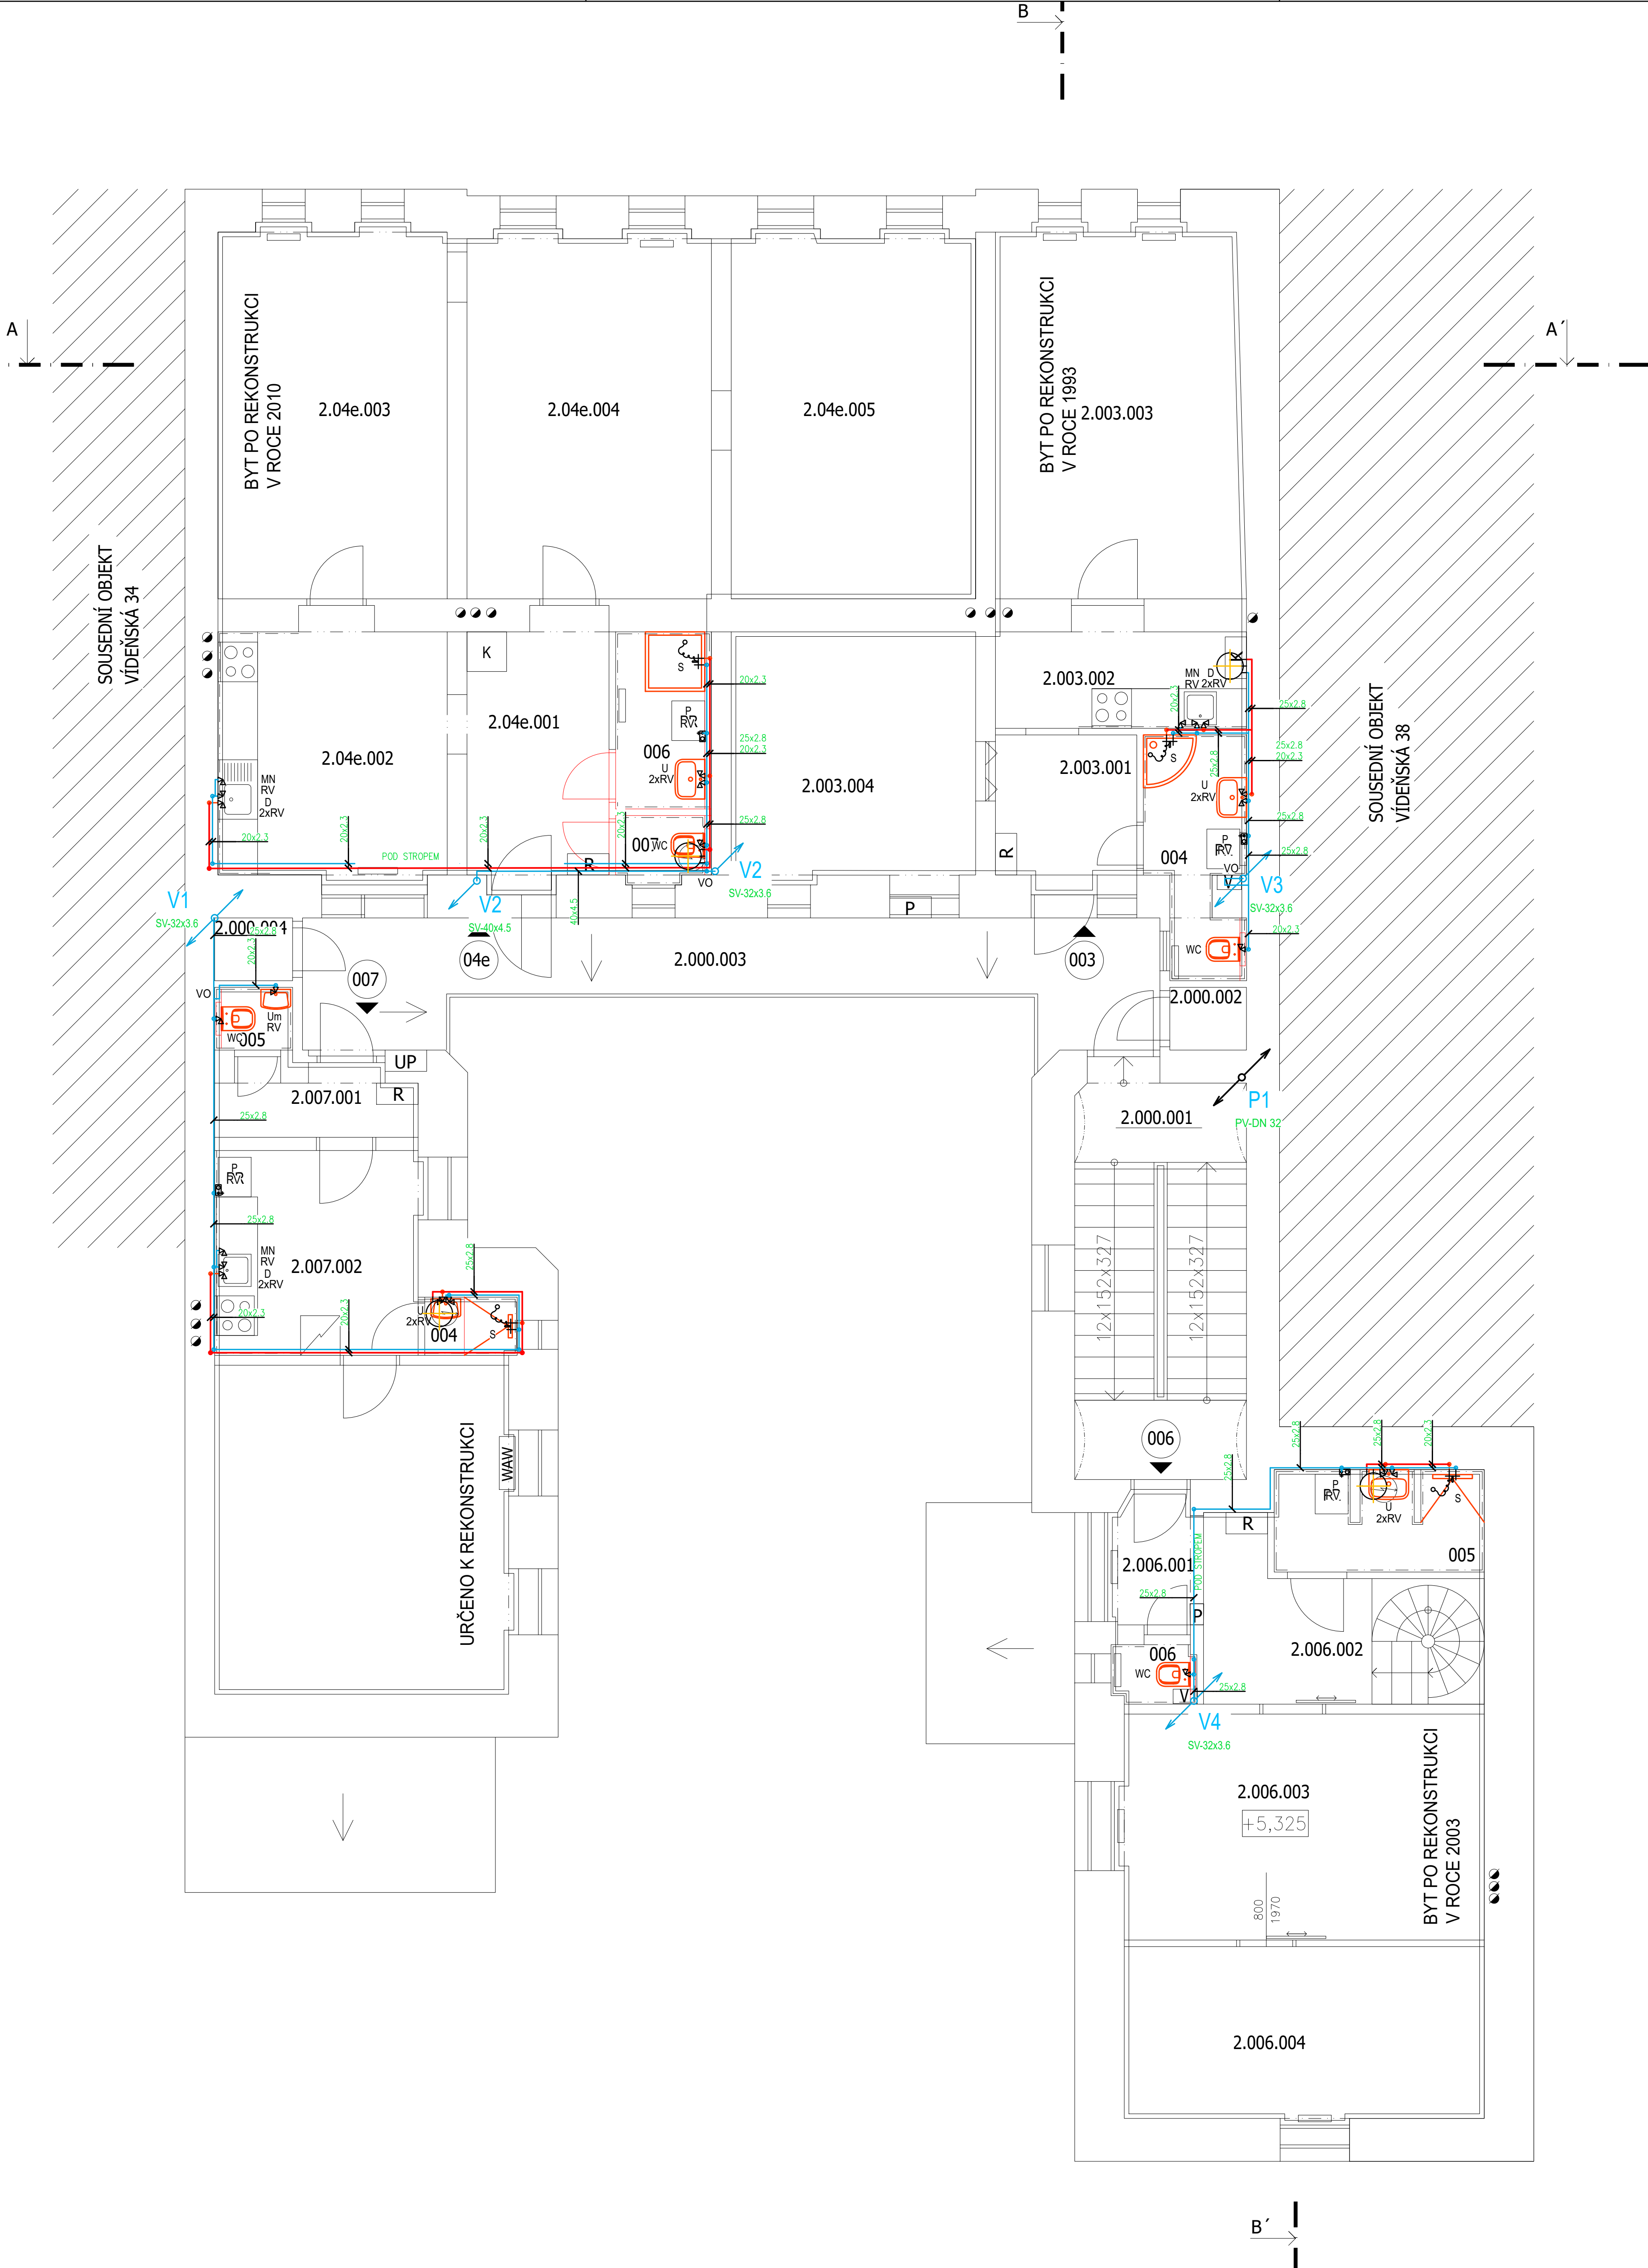 B
A
A´
BYT PO REKONSTRUKCI
V ROCE 2010
2.04e.003
2.04e.004
2.04e.005
BYT PO REKONSTRUKCI
V ROCE 1993
2.003.003
SOUSEDNÍ OBJEKT
VÍDEŇSKÁ 34
K
S
20x2.3
2.04e.001
2.04e.002
P
RV
006
U
2xRV
25x2.8
20x2.3
MN
RV
D
2xRV
20x2.3
20x2.3
POD STROPEM
20x2.3
20x2.3
007
WC
25x2.8
R
VO
V2
SV-32x3.6
V2
SV-40x4.5
40x4.5
2.003.004
2.003.002
K
MN
RV
D
2xRV
20x2.3
25x2.8
2.003.001
S
25x2.8
25x2.8
20x2.3
U
2xRV
25x2.8
P
RV
25x2.8
004
VO
V
V3
SV-32x3.6
R
P
WC
20x2.3
SOUSEDNÍ OBJEKT
VÍDEŇSKÁ 38
V1
SV-32x3.6
2.000.004
25x2.8
20x2.3
007
04e
2.000.003
003
2.000.002
VO
Um
RV
WC
005
UP
R
2.007.001
25x2.8
P1
PV-DN 32
2.000.001
P
RV
25x2.8
MN
RV
D
2xRV
2.007.002
25x2.8
20x2.3
20x2.3
U
2xRV
004
S
12x152x327
12x152x327
URČENO K REKONSTRUKCI
WAW
006
25x2.8
25x2.8
25x2.8
20x2.3
P
RV
U
2xRV
S
R
005
2.006.001
POD STROPEM
25x2.8
P
006
WC
2.006.002
25x2.8
V
V4
SV-32x3.6
2.006.003
+5,325
BYT PO REKONSTRUKCI
V ROCE 2003
800
1970
2.006.004
B´